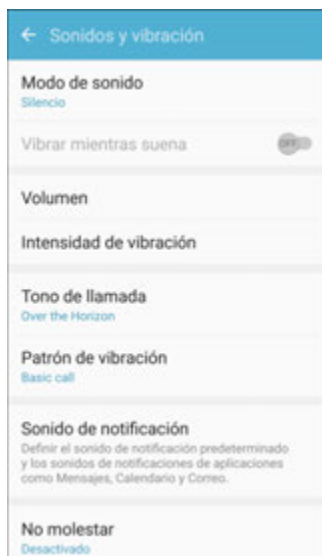 Sonidos y vibración
Modo de sonido
Silencio
Vibrar mientras suena
OFF
Volumen
Intensidad de vibración
Tono de llamada
Over the Horizon
Patrón de vibración
Basic call
Sonido de notificación
Definir el sonido de notificación predeterminado
y los sonidos de notificaciones de aplicaciones
como Mensajes, Calendario y Correo.
No molestar
Desactivado